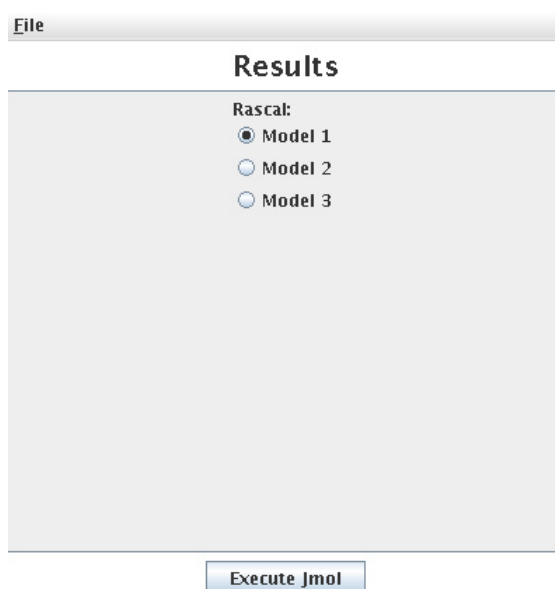 File
Results
Rascal:
Model 1
Model 2
Model 3
Execute Jmol